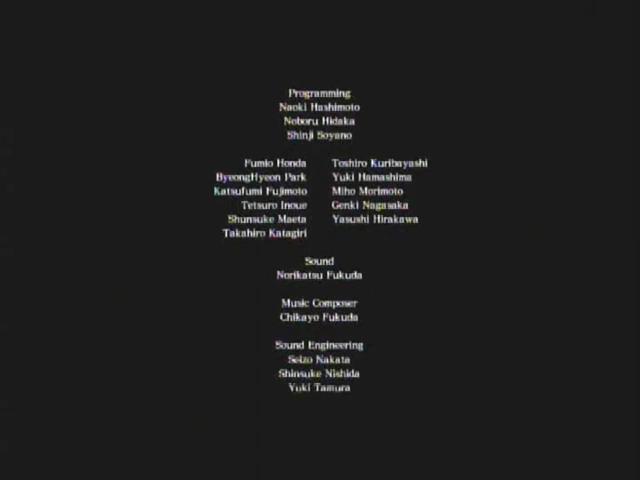 Programming
Naoki Hashimoto
Noboru Hidaka
Shinji Soyano
Fumio Honda Toshiro Kuribayashi
ByeongHyeon Park Yuki Hamashima
Katsufumi Fujimoto Miho Morimoto
Tetsuro Inoue Genki Nagasaka
Shunsuke Maeta Yasushi Hirakawa
Takahiro Katagiri
Sound
Norikatsu Fukuda
Music Composer
Chikayo Fukuda
Sound Engineering
Seizo Nakata
Shinsuke Nishida
Yuki Tamura